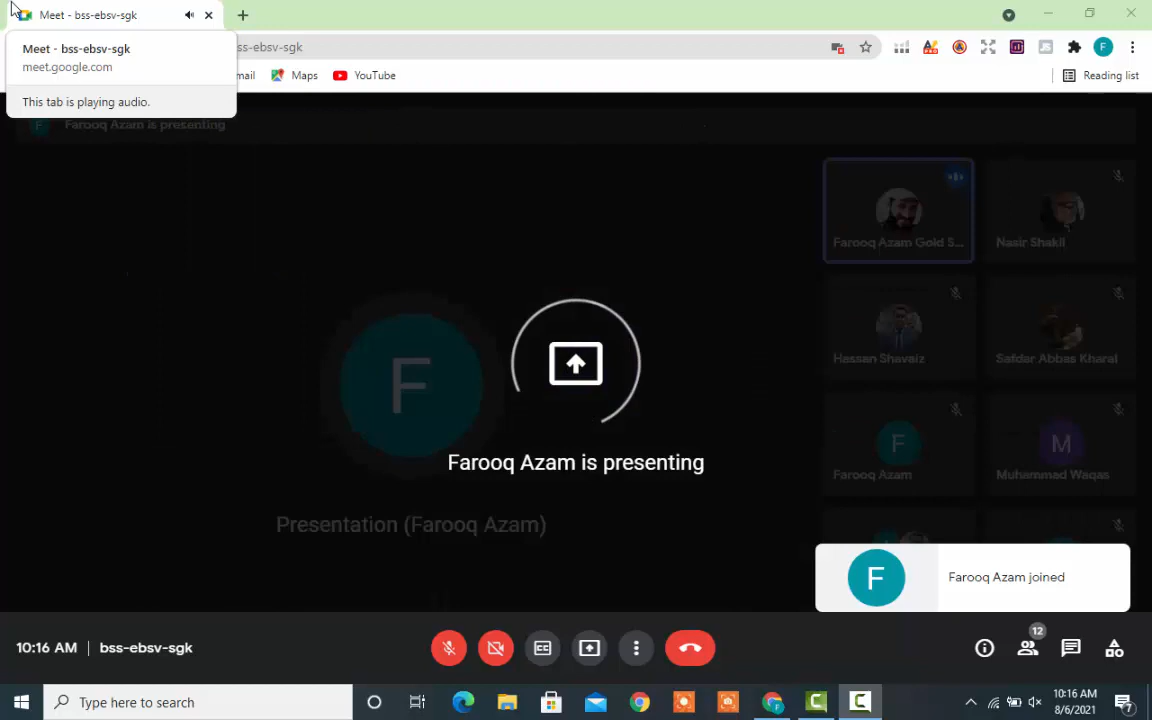 Meet - bss-ebsv-sgk
Meet - bss-ebsv-sgk
meet.google.com
This tab is playing audio.
ss-ebsv-sgk
mail
Maps
YouTube
Reading list
F
F
Farooq Azam is presenting
Farooq Azam Gold S...
Nasir Shakil
Hassan Shavaiz
Safdar Abbas Kharal
F
Farooq Azam is presenting
F
Farooq Azam
M
Muhammad Waqas
Presentation (Farooq Azam)
F
Farooq Azam joined
10:16 AM
bss-ebsv-sgk
12
Type here to search
10:16 AM
8/6/2021
7